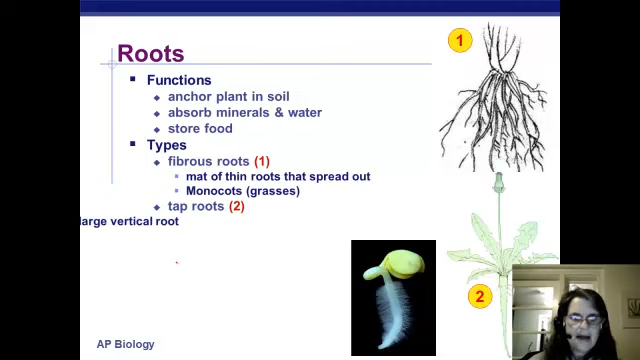 Roots
Functions
anchor plant in soil
absorb minerals & water
store food
Types
fibrous roots (1)
mat of thin roots that spread out
Monocots (grasses)
tap roots (2)
large vertical root
1
2
AP Biology